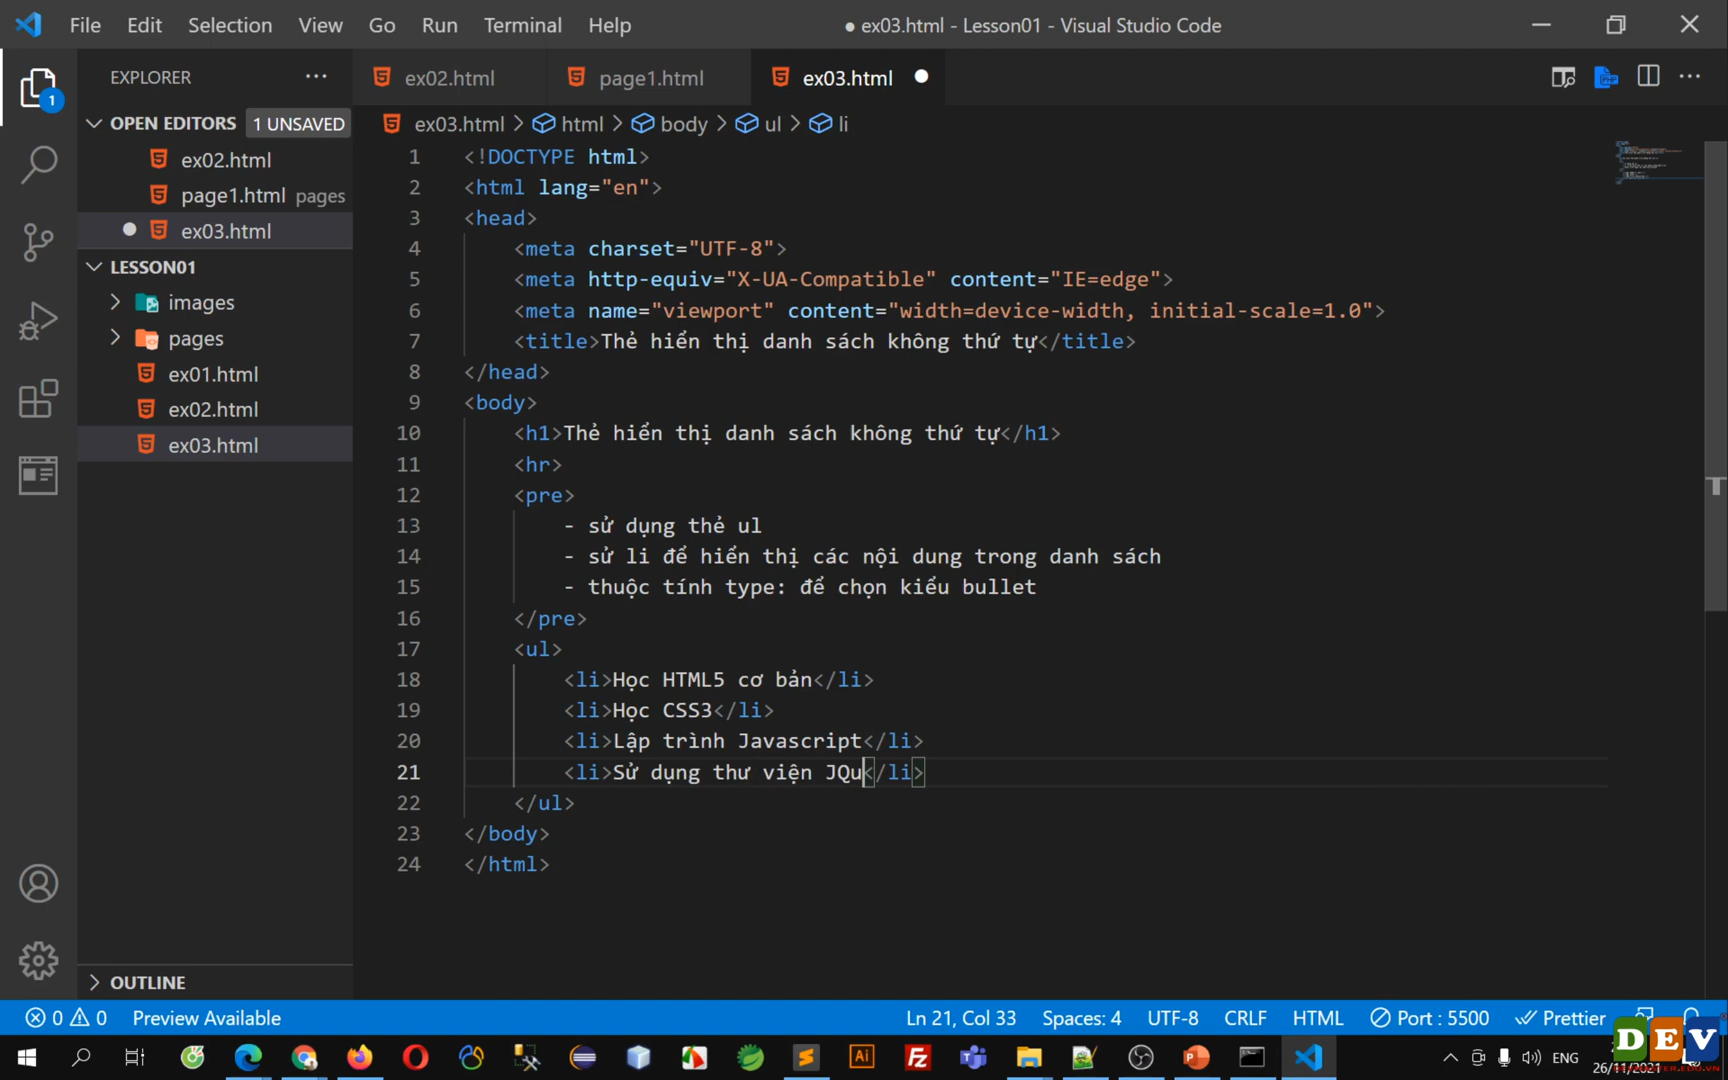 File Edit Selection View Go Run Terminal Help
● ex03.html - Lesson01 - Visual Studio Code
EXPLORER
ex02.html page1.html ex03.html
1
OPEN EDITORS 1 UNSAVED
ex03.html > html > body > ul > li
ex02.html
page1.html pages
ex03.html
LESSON01
images
pages
ex01.html
ex02.html
ex03.html
OUTLINE
1 <!DOCTYPE html>
2 <html lang="en">
3 <head>
4 <meta charset="UTF-8">
5 <meta http-equiv="X-UA-Compatible" content="IE=edge">
6 <meta name="viewport" content="width=device-width, initial-scale=1.0">
7 <title>Thẻ hiển thị danh sách không thứ tự</title>
8 </head>
9 <body>
10 <h1>Thẻ hiển thị danh sách không thứ tự</h1>
11 <hr>
12 <pre>
13 - sử dụng thẻ ul
14 - sử li để hiển thị các nội dung trong danh sách
15 - thuộc tính type: để chọn kiểu bullet
16 </pre>
17 <ul>
18 <li>Học HTML5 cơ bản</li>
19 <li>Học CSS3</li>
20 <li>Lập trình Javascript</li>
21 <li>Sử dụng thư viện JQu</li>
22 </ul>
23 </body>
24 </html>
0 0 Preview Available Ln 21, Col 33 Spaces: 4 UTF-8 CRLF HTML Port : 5500 Prettier
DEV
ENG
26/11/2021